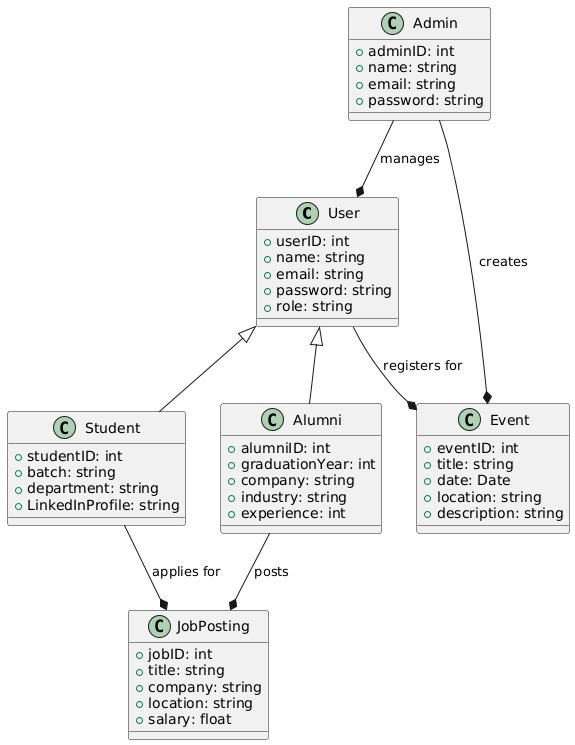 C Admin
adminID: int
name: string
email: string
password: string
manages
creates
C User
userID: int
name: string
email: string
password: string
role: string
registers for
C Student
studentID: int
batch: string
department: string
LinkedInProfile: string
C Alumni
alumniID: int
graduationYear: int
company: string
industry: string
experience: int
C Event
eventID: int
title: string
date: Date
location: string
description: string
applies for
posts
C JobPosting
jobID: int
title: string
company: string
location: string
salary: float